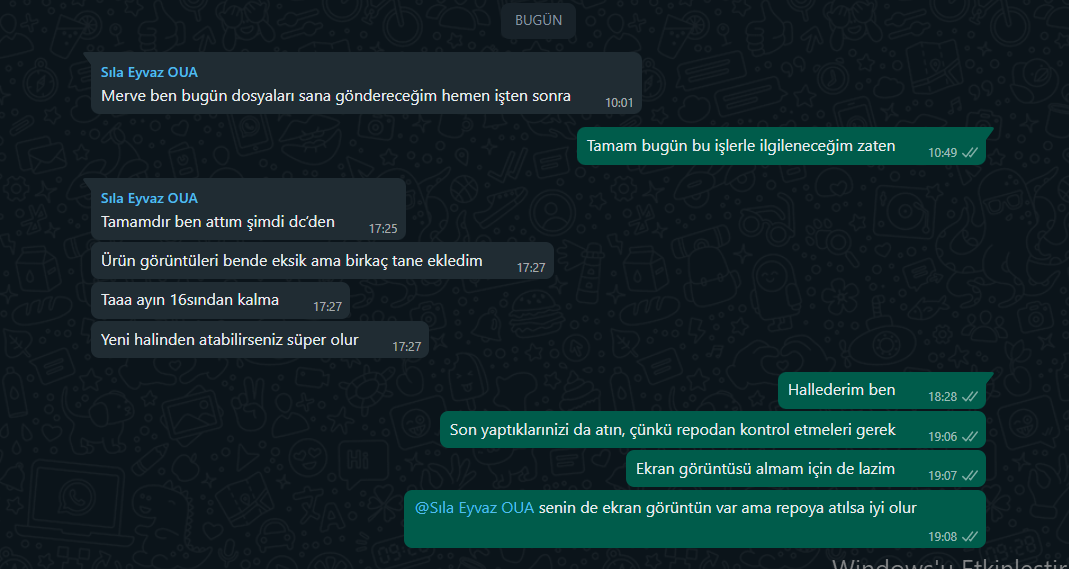 BUGÜN
Sıla Eyvaz OUA
Merve ben bugün dosyaları sana göndereceğim hemen işten sonra
10:01
Tamam bugün bu işlerle ilgileneceğim zaten
10:49
Sıla Eyvaz OUA
Tamamdır ben attım şimdi dc’den
17:25
Ürün görüntüleri bende eksik ama birkaç tane ekledim
17:27
Taaa ayın 16sından kalma
17:27
Yeni halinden atabilirseniz süper olur
17:27
Hallederim ben
18:28
Son yaptıklarınızi da atın, çünkü repodan kontrol etmeleri gerek
19:06
Ekran görüntüsü almam için de lazim
19:07
@Sıla Eyvaz OUA senin de ekran görüntün var ama repoya atılsa iyi olur
19:08
Windows'u Etkinleştir